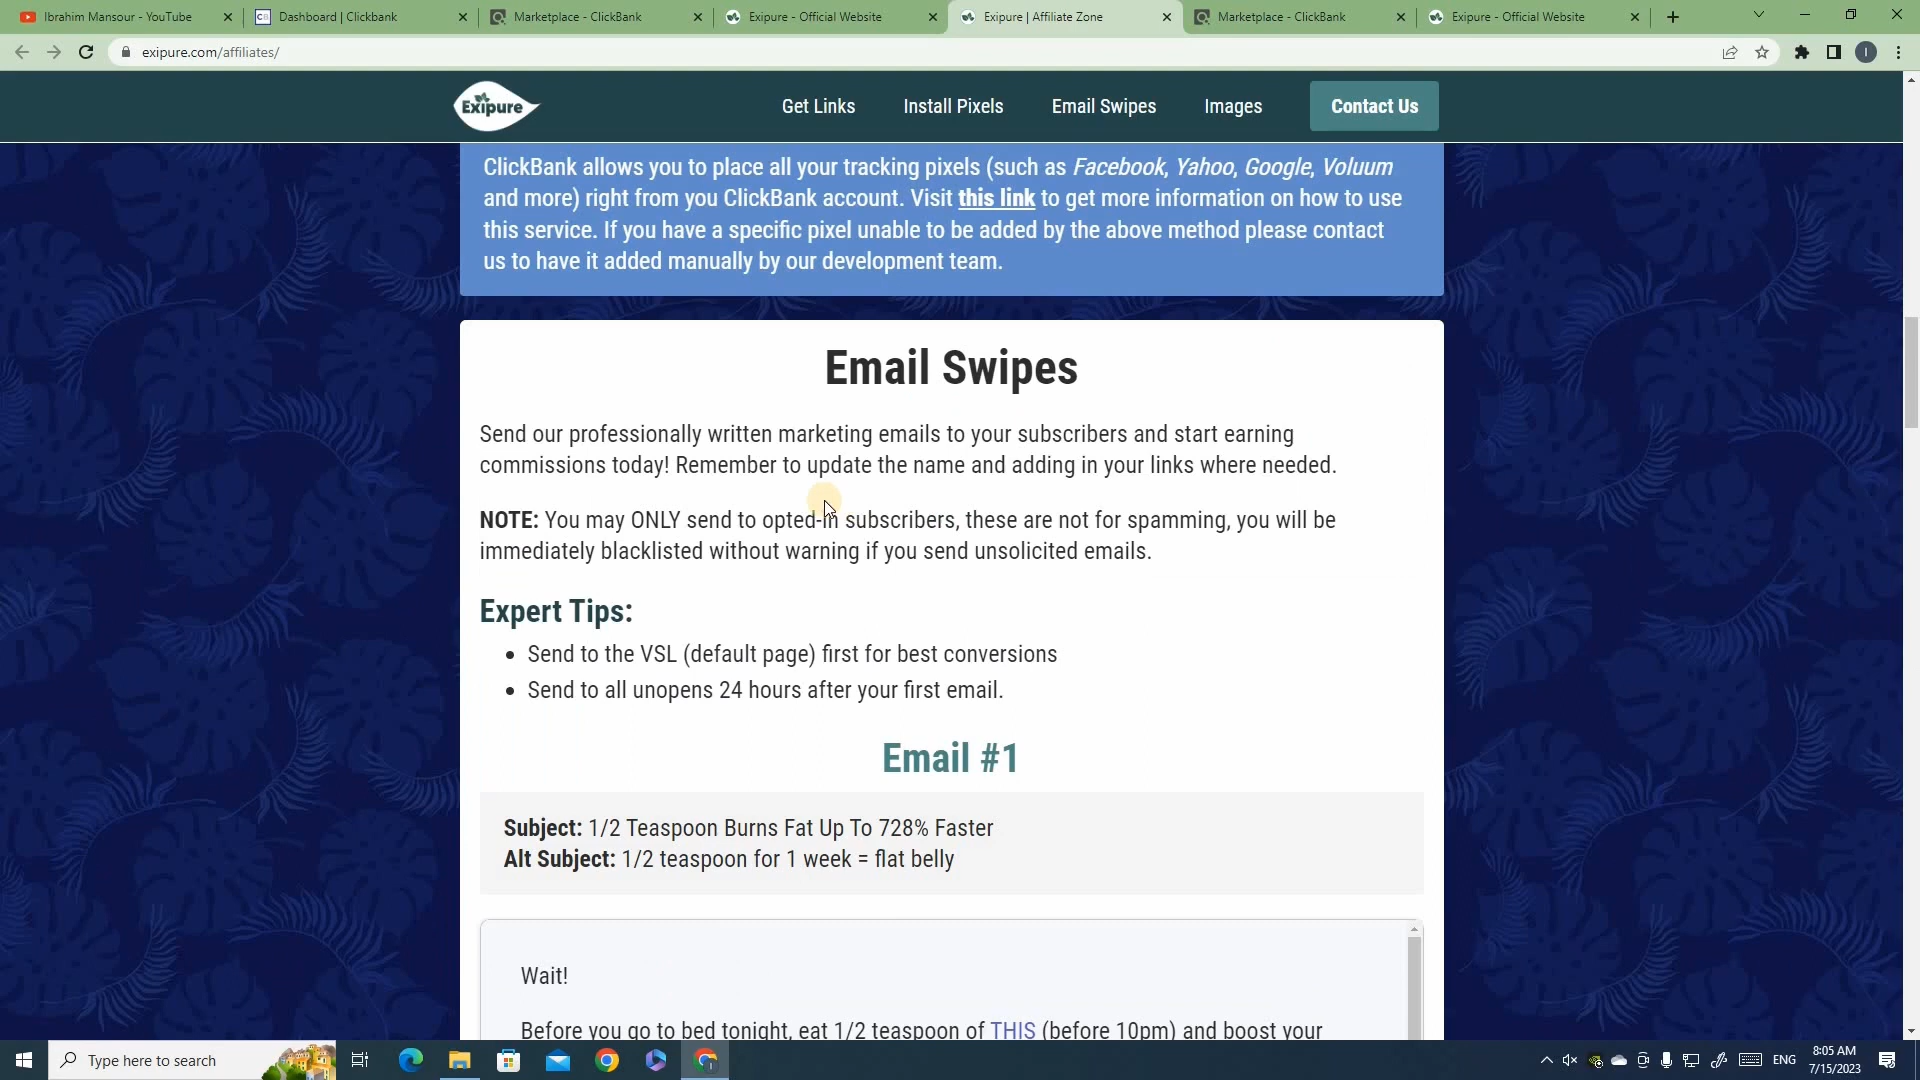 Ibrahim Mansour - YouTube
Dashboard | Clickbank
Marketplace - ClickBank
Exipure - Official Website
Exipure | Affiliate Zone
Marketplace - ClickBank
Exipure - Official Website
exipure.com/affiliates/
I
Exipure
Get Links
Install Pixels
Email Swipes
Images
Contact Us
ClickBank allows you to place all your tracking pixels (such as Facebook, Yahoo, Google, Voluum
and more) right from you ClickBank account. Visit this link to get more information on how to use
this service. If you have a specific pixel unable to be added by the above method please contact
us to have it added manually by our development team.
Email Swipes
Send our professionally written marketing emails to your subscribers and start earning
commissions today! Remember to update the name and adding in your links where needed.
NOTE: You may ONLY send to opted-in subscribers, these are not for spamming, you will be
immediately blacklisted without warning if you send unsolicited emails.
Expert Tips:
• Send to the VSL (default page) first for best conversions
• Send to all unopens 24 hours after your first email.
Email #1
Subject: 1/2 Teaspoon Burns Fat Up To 728% Faster
Alt Subject: 1/2 teaspoon for 1 week = flat belly
Wait!
Before you go to bed tonight, eat 1/2 teaspoon of THIS (before 10pm) and boost your
Type here to search
ENG
8:05 AM
7/15/2023